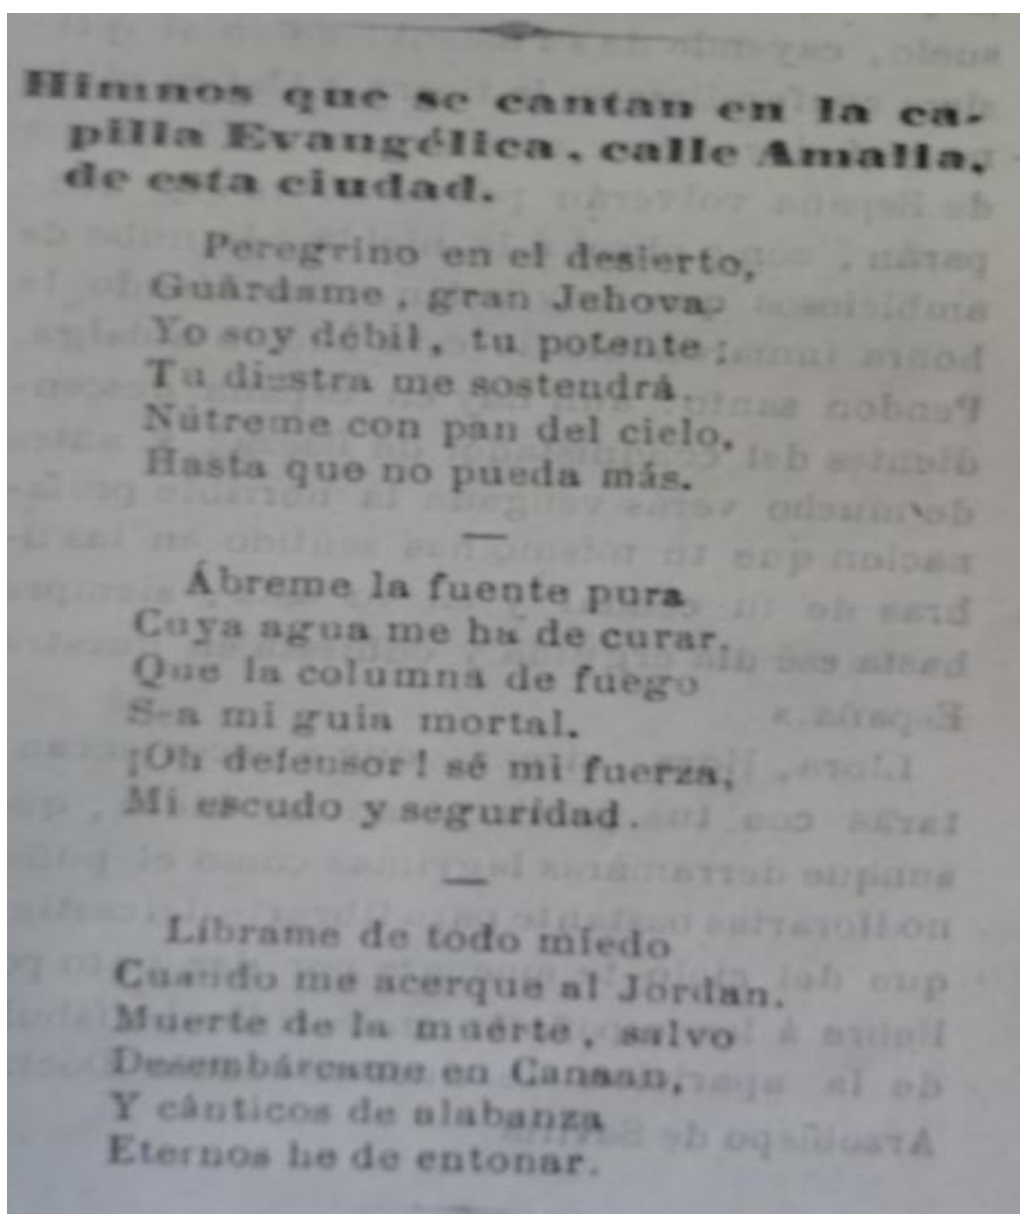 Himnos que se cantan en la ca-
pilla Evangélica, calle Amalia,
de esta ciudad.
Peregrino en el desierto,
Guárdame, gran Jehova,
Yo soy débil, tu potente;
Tu diestra me sostendrá.
Nútreme con pan del cielo,
Hasta que no pueda más.
—
Ábreme la fuente pura
Cuya agua me ha de curar.
Que la columna de fuego
Sea mi guia mortal.
¡Oh defensor! sé mi fuerza,
Mi escudo y seguridad.
—
Líbrame de todo miedo
Cuando me acerque al Jordan.
Muerte de la muerte, salvo
Desembárcame en Canaan,
Y cánticos de alabanza
Eternos he de entonar.